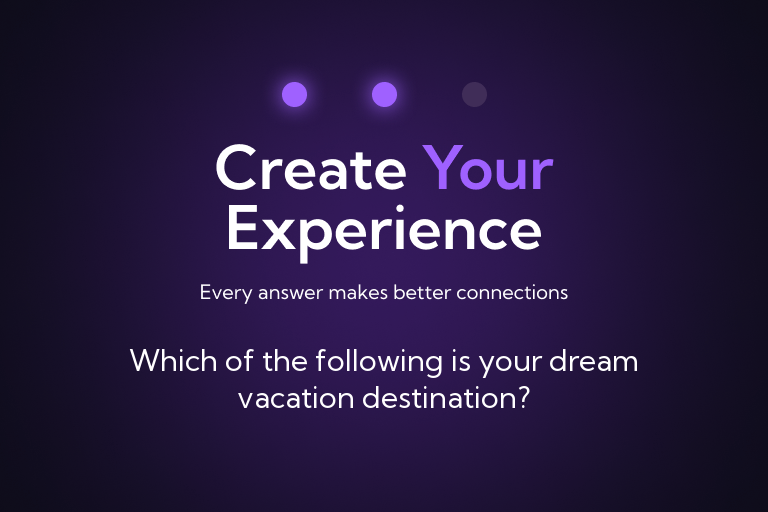 Create Your
Experience
Every answer makes better connections
Which of the following is your dream
vacation destination?